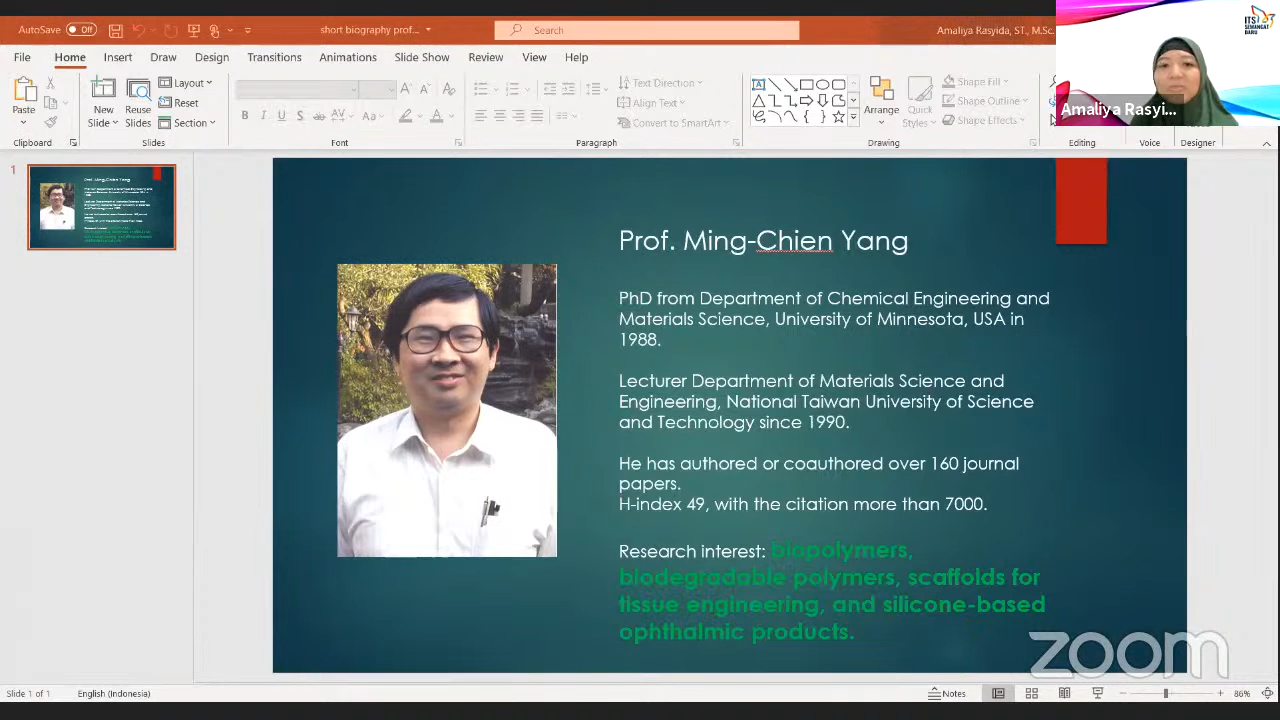 AutoSave Off
short biography prof...
Search
Amaliya Rasyida, ST., M.Sc.
ITS
SEMANGAT
BARU
Amaliya Rasyi...
File Home Insert Draw Design Transitions Animations Slide Show Review View Help
Paste
New
Slide
Reuse
Slides
Layout
Reset
Section
Text Direction
Align Text
Convert to SmartArt
Arrange
Quick
Styles
Shape Fill
Shape Outline
Shape Effects
Clipboard Slides Font Paragraph Drawing Editing Voice Designer
1
Prof. Ming-Chien Yang
PhD from Department of Chemical Engineering and
Materials Science, University of Minnesota, USA in
1988.
Lecturer Department of Materials Science and
Engineering, National Taiwan University of Science
and Technology since 1990.
He has authored or coauthored over 160 journal
papers.
H-index 49, with the citation more than 7000.
Research interest: biopolymers,
biodegradable polymers, scaffolds for
tissue engineering, and silicone-based
ophthalmic products.
zoom
Slide 1 of 1 English (Indonesia) Notes 86%